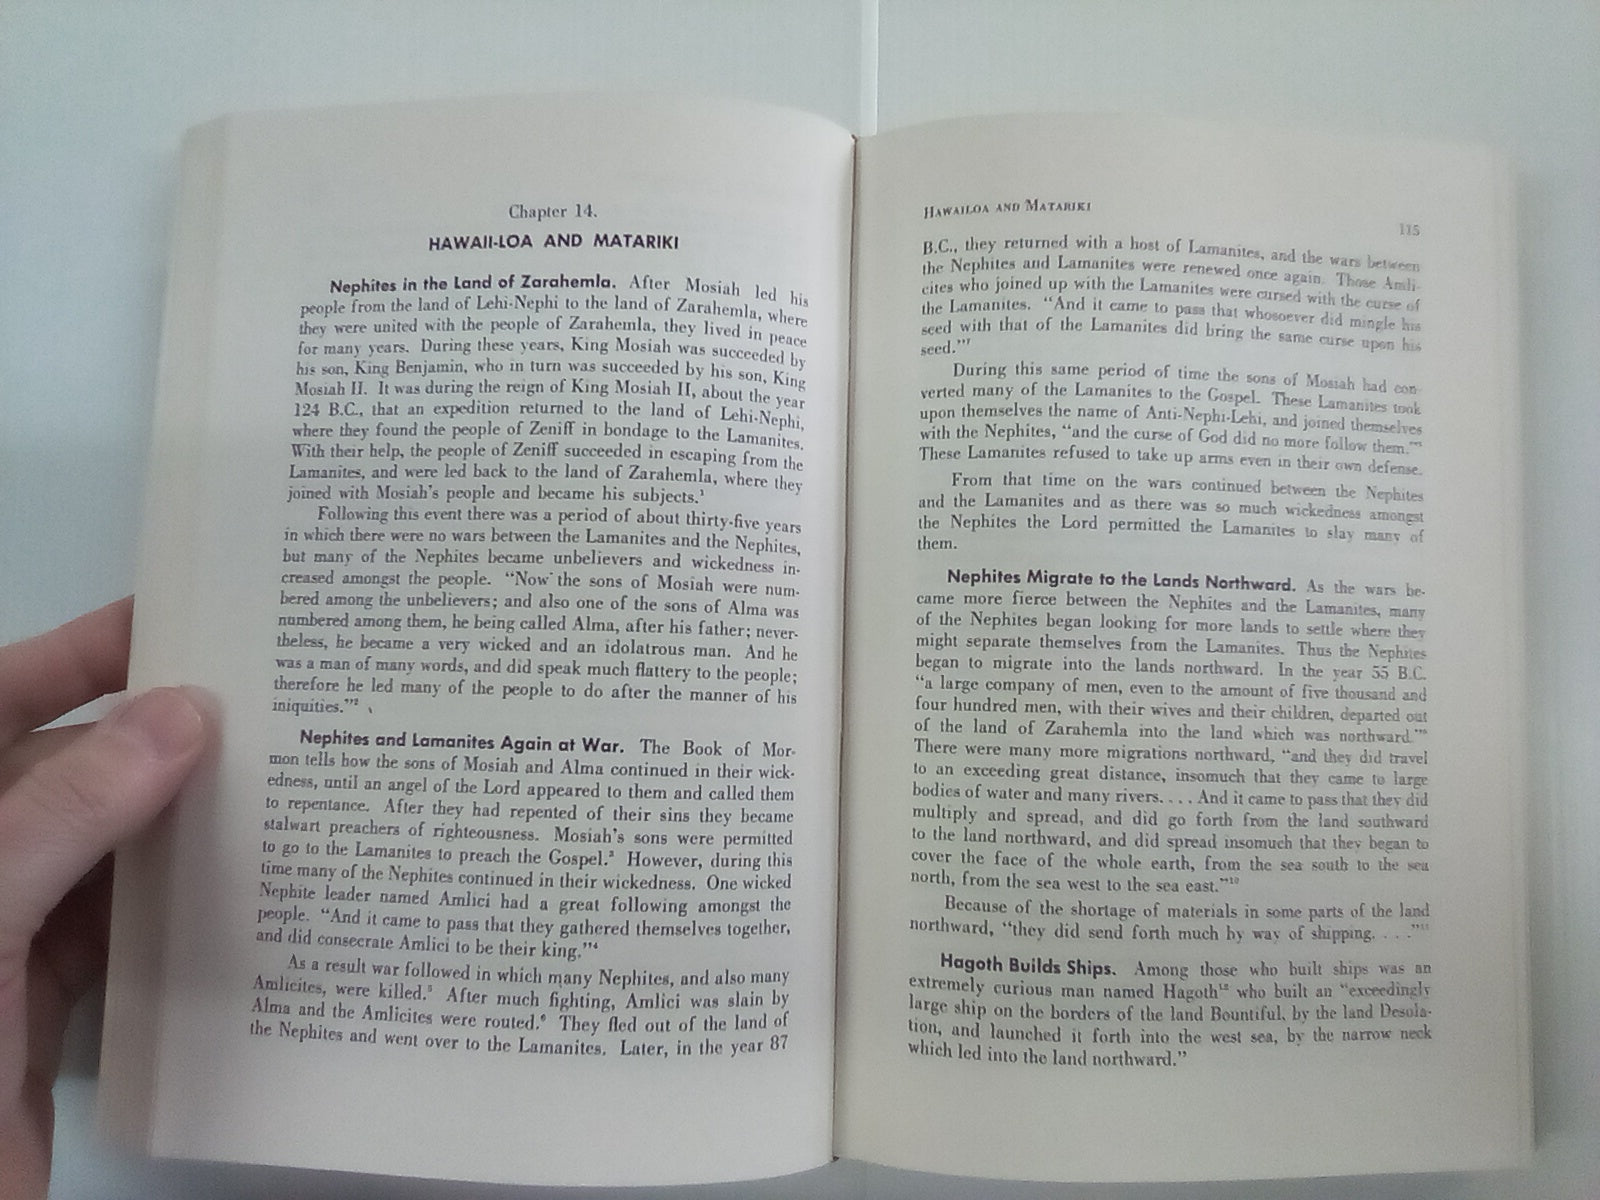 Chapter 14.
HAWAII-LOA AND MATARIKI
Nephites in the Land of Zarahemla. After Mosiah led his
people from the land of Lehi-Nephi to the land of Zarahemla, where
they were united with the people of Zarahemla, they lived in peace
for many years. During these years, King Mosiah was succeeded by
his son, King Benjamin, who in turn was succeeded by his son, King
Mosiah II. It was during the reign of King Mosiah II, about the year
124 B.C., that an expedition returned to the land of Lehi-Nephi,
where they found the people of Zeniff in bondage to the Lamanites.
With their help, the people of Zeniff succeeded in escaping from the
Lamanites, and were led back to the land of Zarahemla, where they
joined with Mosiah's people and became his subjects.¹
Following this event there was a period of about thirty-five years
in which there were no wars between the Lamanites and the Nephites,
but many of the Nephites became unbelievers and wickedness in-
creased amongst the people. "Now the sons of Mosiah were num-
bered among the unbelievers; and also one of the sons of Alma was
numbered among them, he being called Alma, after his father; never-
theless, he became a very wicked and an idolatrous man. And he
was a man of many words, and did speak much flattery to the people;
therefore he led many of the people to do after the manner of his
iniquities."²
Nephites and Lamanites Again at War. The Book of Mor-
mon tells how the sons of Mosiah and Alma continued in their wick-
edness, until an angel of the Lord appeared to them and called them
to repentance. After they had repented of their sins they became
stalwart preachers of righteousness. Mosiah's sons were permitted
to go to the Lamanites to preach the Gospel.³ However, during this
time many of the Nephites continued in their wickedness. One wicked
Nephite leader named Amlici had a great following amongst the
people. "And it came to pass that they gathered themselves together,
and did consecrate Amlici to be their king."⁴
As a result war followed in which many Nephites, and also many
Amlicites, were killed.⁵ After much fighting, Amlici was slain by
Alma and the Amlicites were routed.⁶ They fled out of the land of
the Nephites and went over to the Lamanites. Later, in the year 87
HAWAILOA AND MATARIKI
115
B.C., they returned with a host of Lamanites, and the wars between
the Nephites and Lamanites were renewed once again. Those Amli-
cites who joined up with the Lamanites were cursed with the curse of
the Lamanites. "And it came to pass that whosoever did mingle his
seed with that of the Lamanites did bring the same curse upon his
seed."⁷
During this same period of time the sons of Mosiah had con-
verted many of the Lamanites to the Gospel. These Lamanites took
upon themselves the name of Anti-Nephi-Lehi, and joined themselves
with the Nephites, "and the curse of God did no more follow them."⁸
These Lamanites refused to take up arms even in their own defense.
From that time on the wars continued between the Nephites
and the Lamanites and as there was so much wickedness amongst
the Nephites the Lord permitted the Lamanites to slay many of
them.
Nephites Migrate to the Lands Northward. As the wars be-
came more fierce between the Nephites and the Lamanites, many
of the Nephites began looking for more lands to settle where they
might separate themselves from the Lamanites. Thus the Nephites
began to migrate into the lands northward. In the year 55 B.C.
"a large company of men, even to the amount of five thousand and
four hundred men, with their wives and their children, departed out
of the land of Zarahemla into the land which was northward."⁹
There were many more migrations northward, "and they did travel
to an exceeding great distance, insomuch that they came to large
bodies of water and many rivers. . . . And it came to pass that they did
multiply and spread, and did go forth from the land southward
to the land northward, and did spread insomuch that they began to
cover the face of the whole earth, from the sea south to the sea
north, from the sea west to the sea east."¹⁰
Because of the shortage of materials in some parts of the land
northward, "they did send forth much by way of shipping. . . ."¹¹
Hagoth Builds Ships. Among those who built ships was an
extremely curious man named Hagoth¹² who built an "exceedingly
large ship on the borders of the land Bountiful, by the land Desola-
tion, and launched it forth into the west sea, by the narrow neck
which led into the land northward."